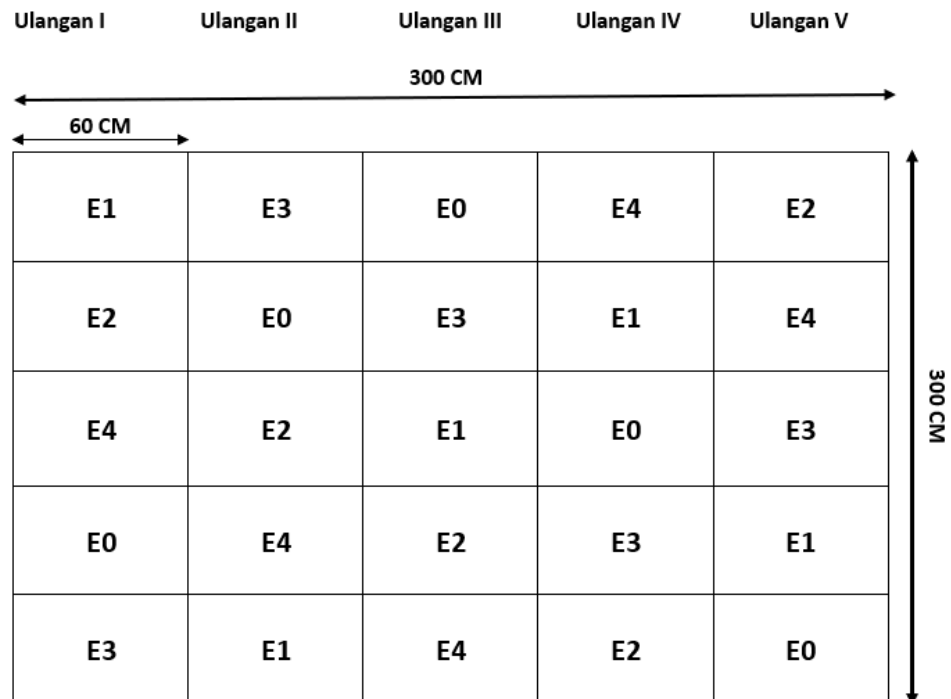 Ulangan I Ulangan II Ulangan III Ulangan IV Ulangan V
300 CM
60 CM
E1 E3 E0 E4 E2
E2 E0 E3 E1 E4
300 CM
E4 E2 E1 E0 E3
E0 E4 E2 E3 E1
E3 E1 E4 E2 E0